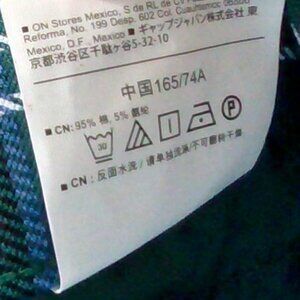 ■ ON Stores Mexico, S de RL de CV
Reforma, No. 199 Desp. 602 Col. Cuauhtemoc
Mexico, D.F., Mexico ■ ギャップジャパン株式会社 東
京都渋谷区千駄ヶ谷5-32-10
中国165/74A
■ CN: 95% 棉, 5% 氨纶
30
■ CN: 反面水洗/ 请单独洗涤/不可翻转干燥